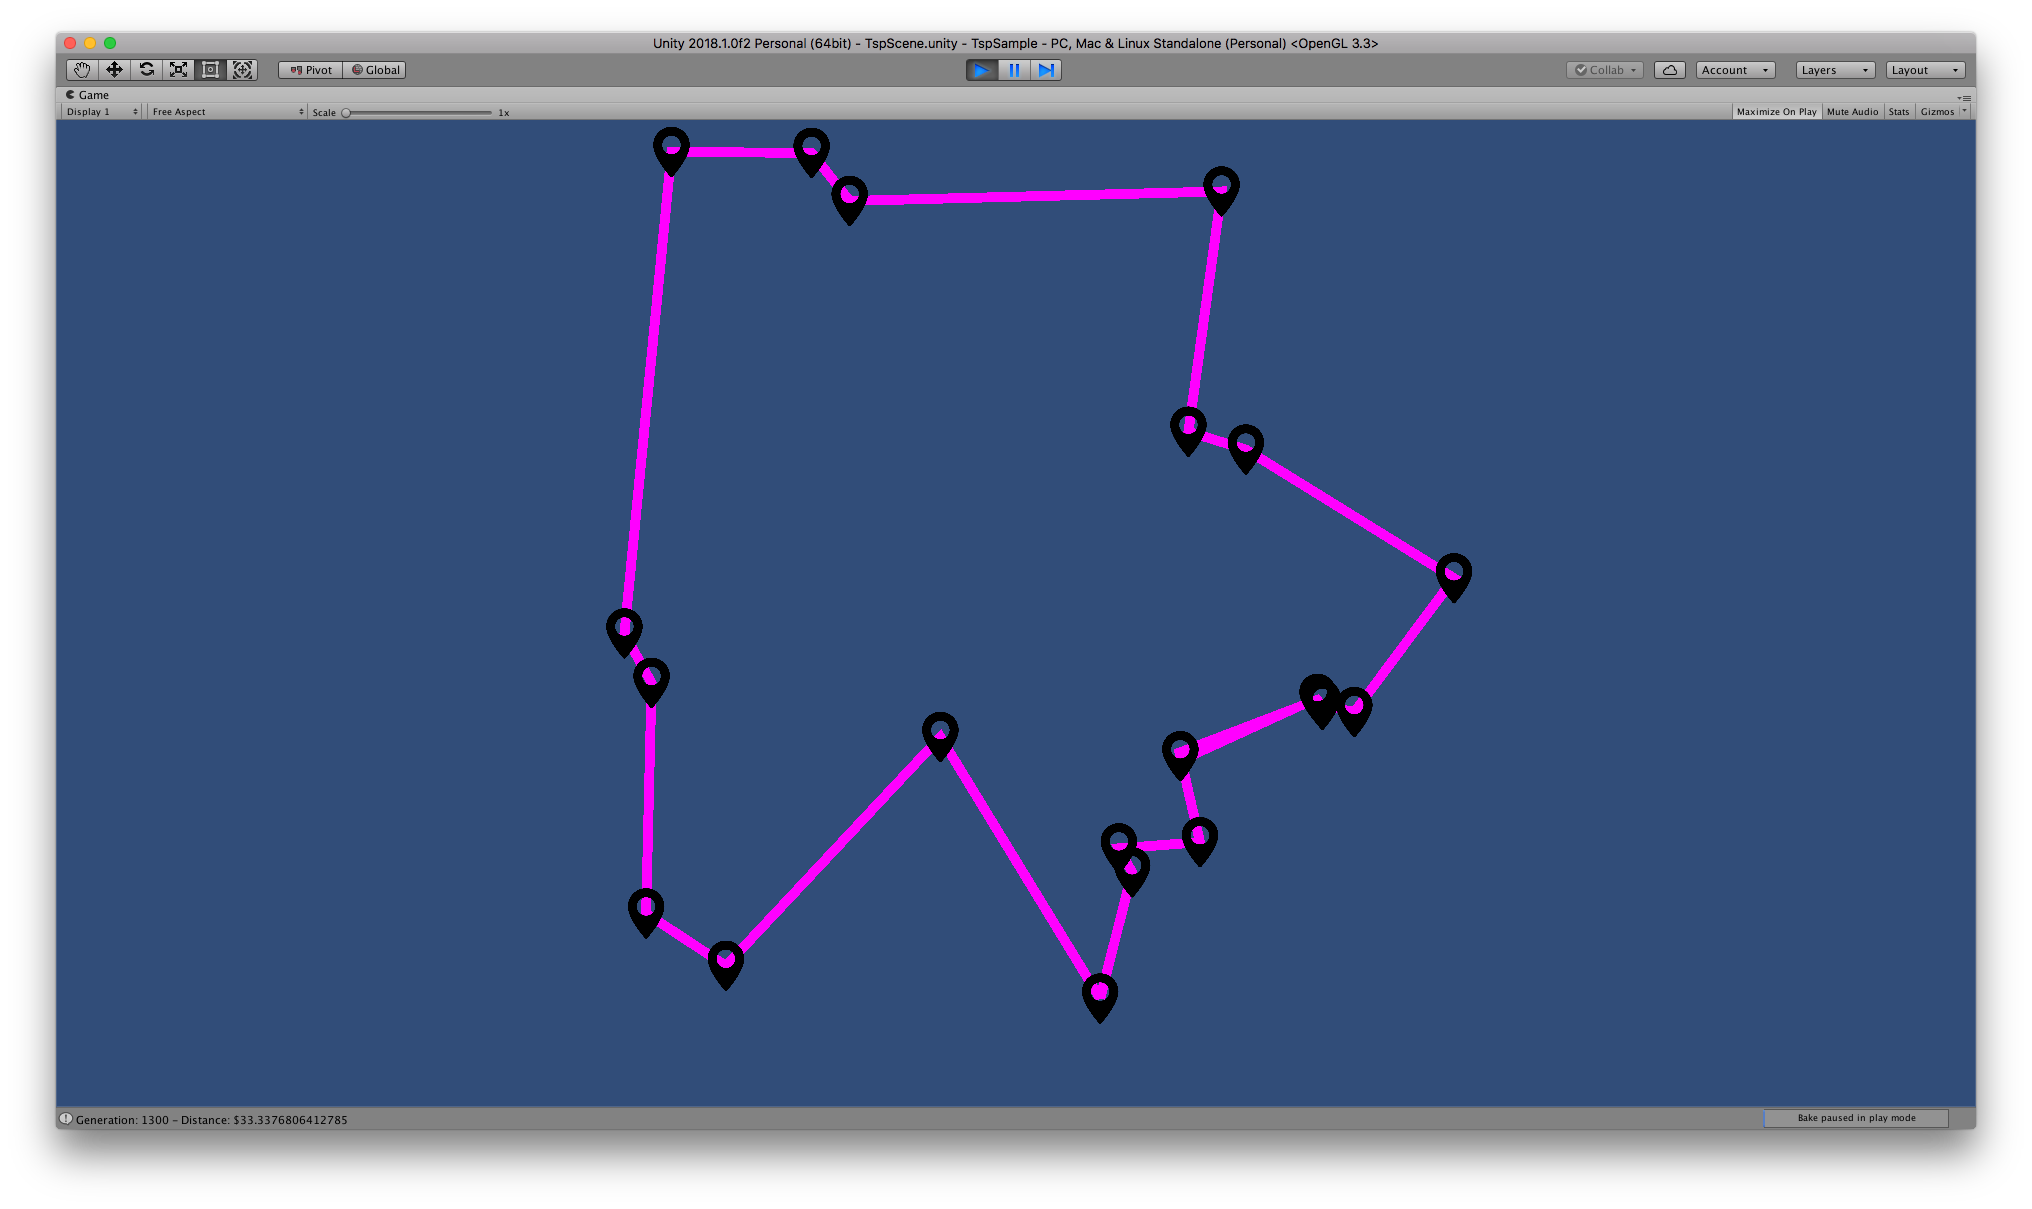 Unity 2018.1.0f2 Personal (64bit) - TspScene.unity - TspSample - PC, Mac & Linux Standalone (Personal) <OpenGL 3.3>
Pivot Global Collab Account Layers Layout
Game
Display 1 Free Aspect Scale 1x Maximize On Play Mute Audio Stats Gizmos
Generation: 1300 - Distance: $33.3376806412785 Bake paused in play mode